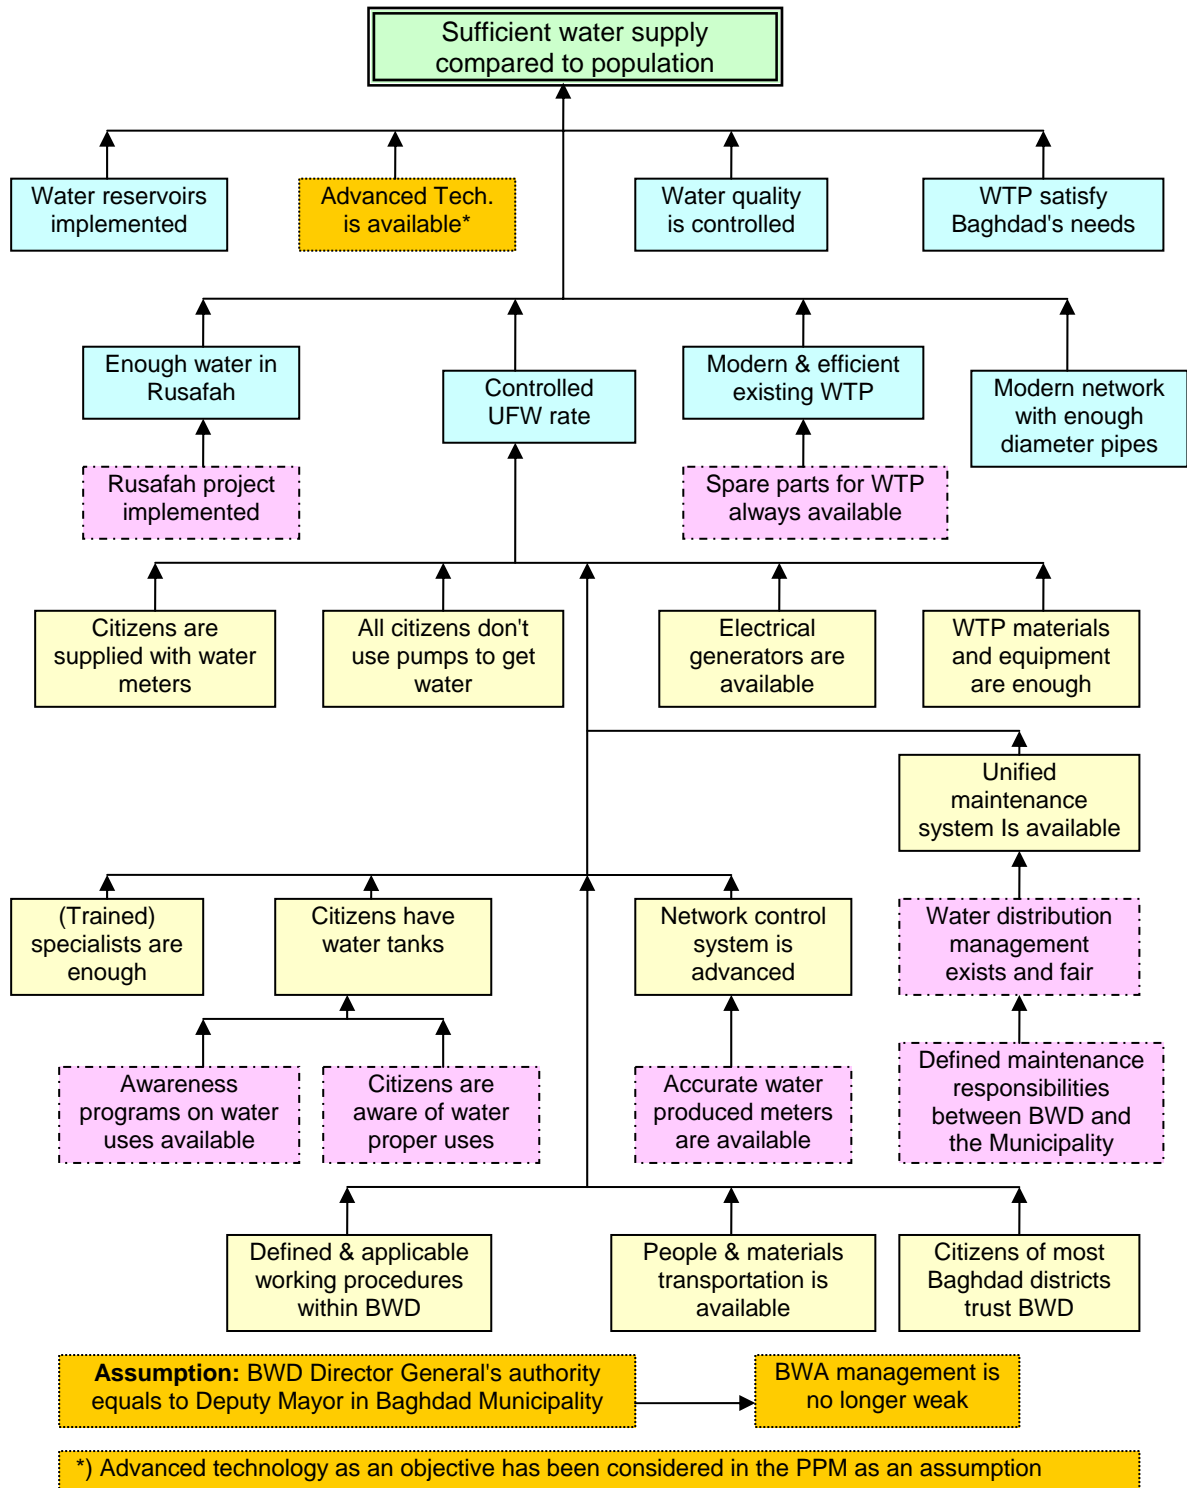 Sufficient water supply
compared to population
Water reservoirs
implemented
Advanced Tech.
is available*
Water quality
is controlled
WTP satisfy
Baghdad's needs
Enough water in
Rusafah
Controlled
UFW rate
Modern & efficient
existing WTP
Modern network
with enough
diameter pipes
Rusafah project
implemented
Spare parts for WTP
always available
Citizens are
supplied with water
meters
All citizens don't
use pumps to get
water
Electrical
generators are
available
WTP materials
and equipment
are enough
Unified
maintenance
system Is available
(Trained)
specialists are
enough
Citizens have
water tanks
Network control
system is
advanced
Water distribution
management
exists and fair
Awareness
programs on water
uses available
Citizens are
aware of water
proper uses
Accurate water
produced meters
are available
Defined maintenance
responsibilities
between BWD and
the Municipality
Defined & applicable
working procedures
within BWD
People & materials
transportation is
available
Citizens of most
Baghdad districts
trust BWD
Assumption: BWD Director General's authority
equals to Deputy Mayor in Baghdad Municipality
BWA management is
no longer weak
*) Advanced technology as an objective has been considered in the PPM as an assumption